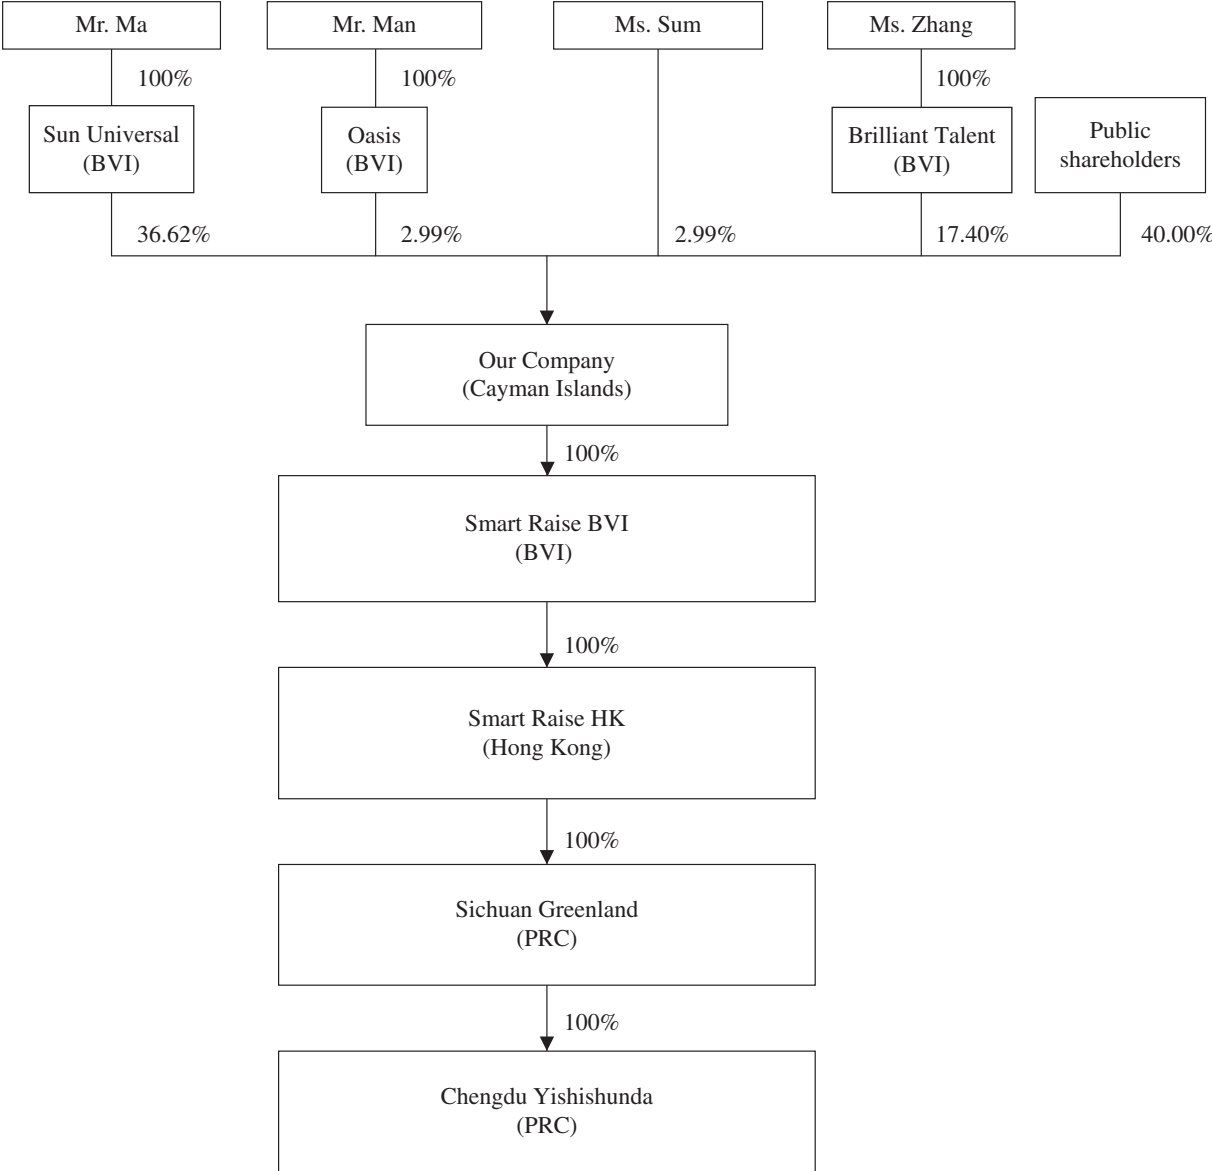 Mr. Ma
Mr. Man
Ms. Sum
Ms. Zhang
100%
100%
100%
Sun Universal
(BVI)
Oasis
(BVI)
Brilliant Talent
(BVI)
Public
shareholders
36.62%
2.99%
2.99%
17.40%
40.00%
Our Company
(Cayman Islands)
100%
Smart Raise BVI
(BVI)
100%
Smart Raise HK
(Hong Kong)
100%
Sichuan Greenland
(PRC)
100%
Chengdu Yishishunda
(PRC)